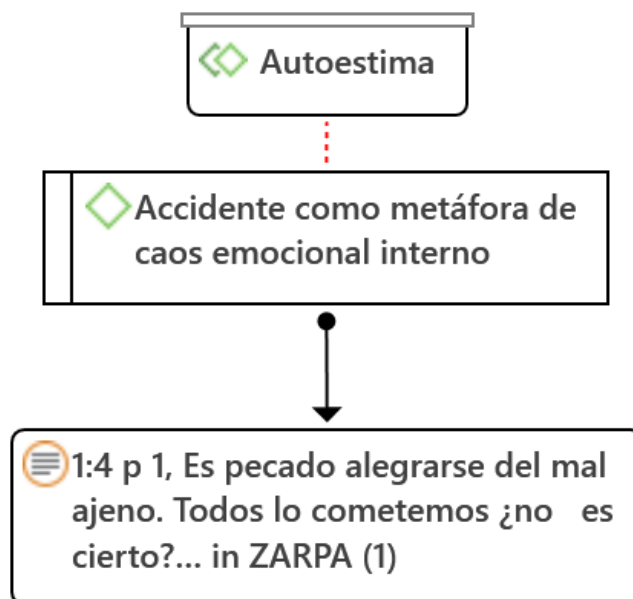 Autoestima
Accidente como metáfora de
caos emocional interno
1:4 p 1, Es pecado alegrarse del mal
ajeno. Todos lo cometemos ¿no es
cierto?... in ZARPA (1)